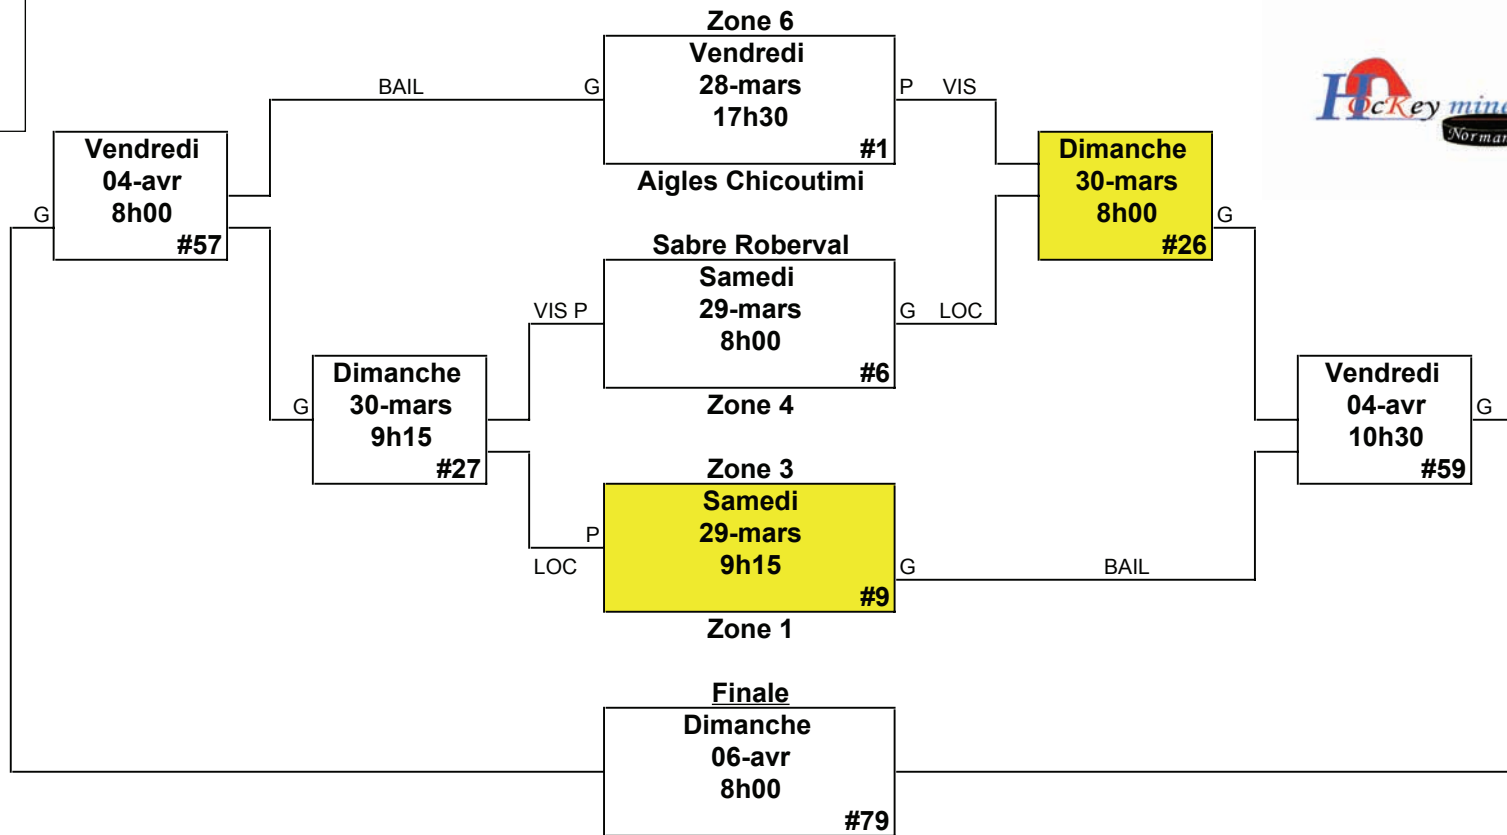 Zone 6
Vendredi
28-mars
17h30
#1
Aigles Chicoutimi
BAIL
G
P
VIS
Vendredi
04-avr
8h00
#57
G
Dimanche
30-mars
8h00
#26
G
Sabre Roberval
Samedi
29-mars
8h00
#6
Zone 4
VIS P
G
LOC
Dimanche
30-mars
9h15
#27
G
Vendredi
04-avr
10h30
#59
G
Zone 3
Samedi
29-mars
9h15
#9
Zone 1
P
LOC
G
BAIL
Finale
Dimanche
06-avr
8h00
#79
Hockey mine
Norman